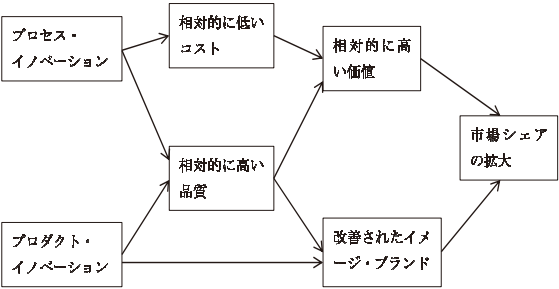 プロセス・
イノベーション
相対的に低い
コスト
相対的に高
い価値
市場シェア
の拡大
相対的に高い
品質
プロダクト・
イノベーション
改善されたイメ
ージ・ブランド